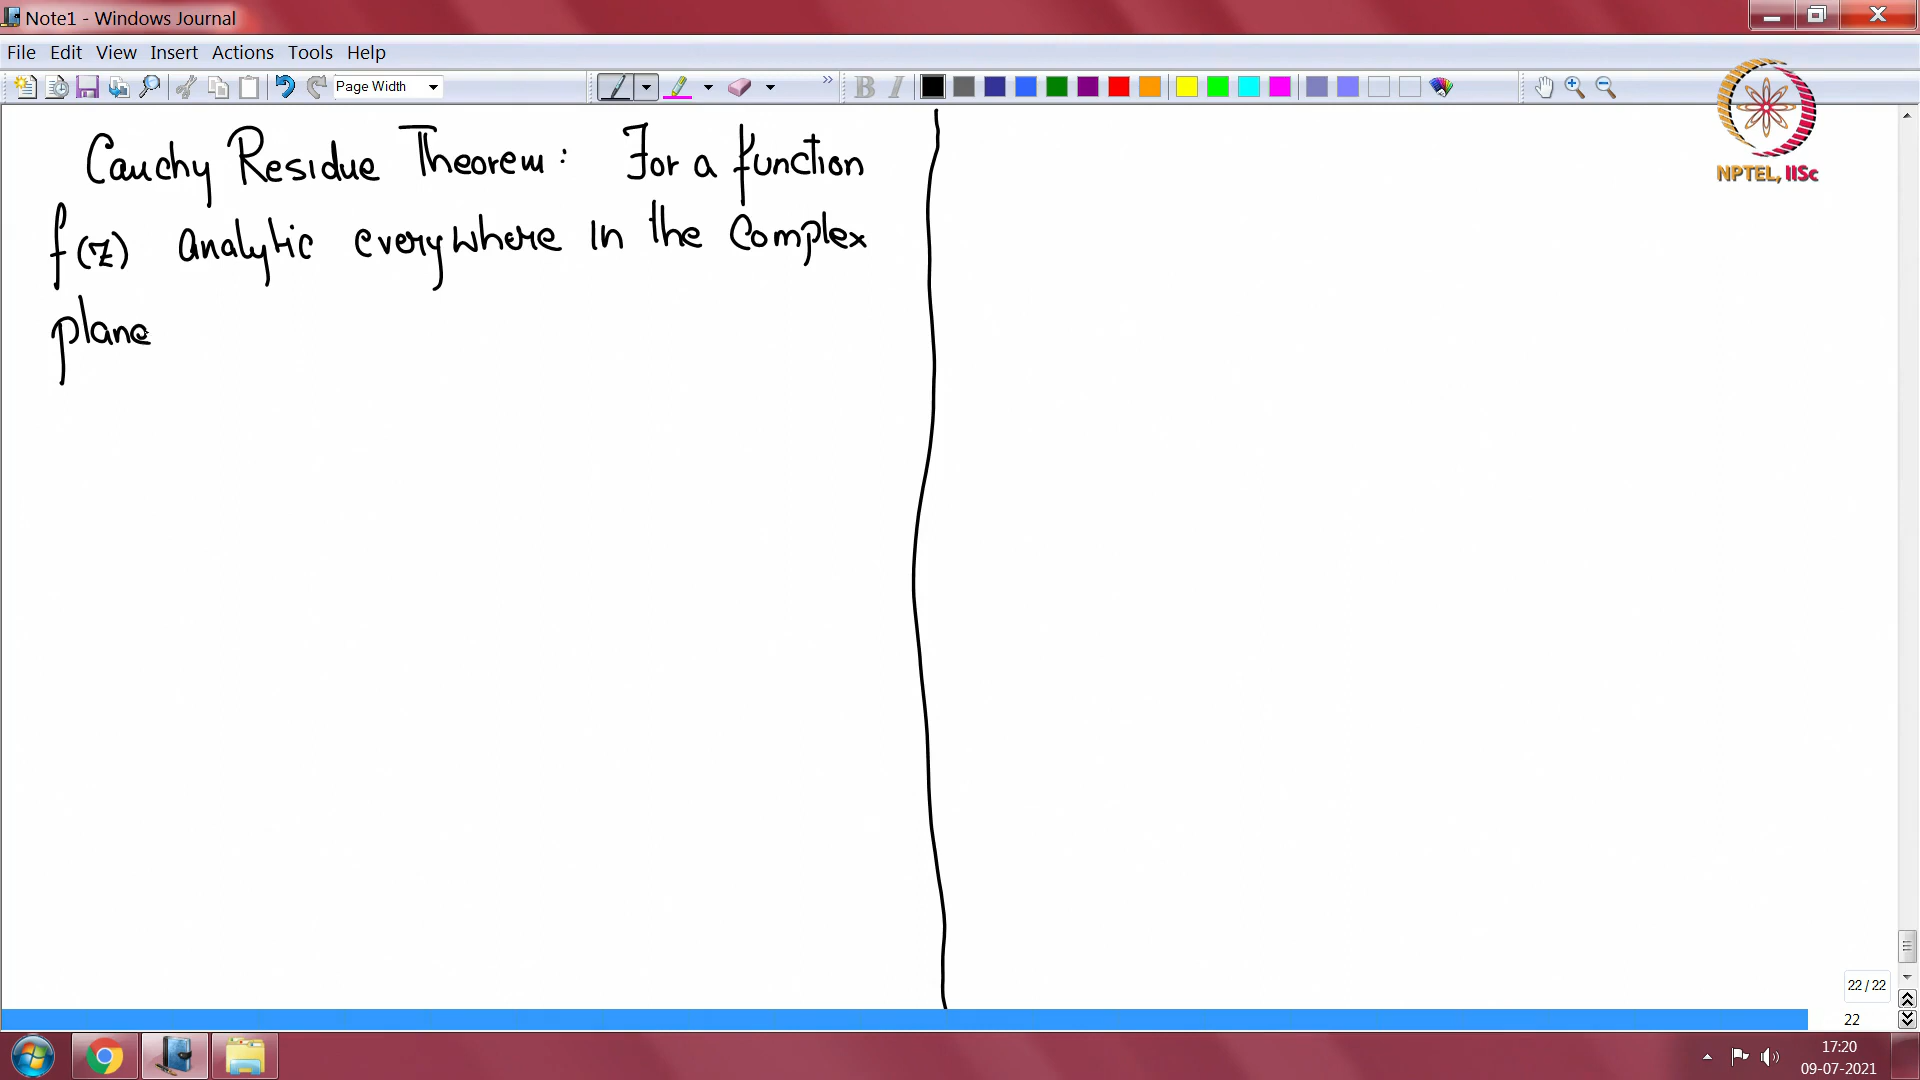 Note1 - Windows Journal
File Edit View Insert Actions Tools Help
Page Width
B I
NPTEL, IISc
Cauchy Residue Theorem: For a function
f(z) analytic everywhere in the complex
plane
22 / 22
22
17:20
09-07-2021